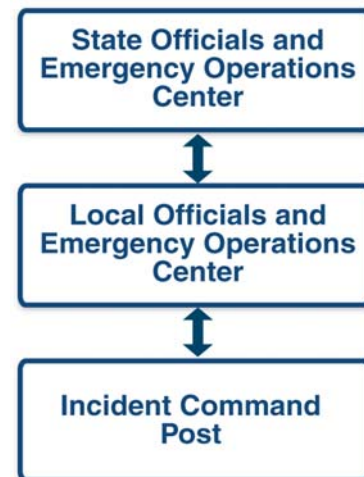 State Officials and
Emergency Operations
Center
Local Officials and
Emergency Operations
Center
Incident Command
Post